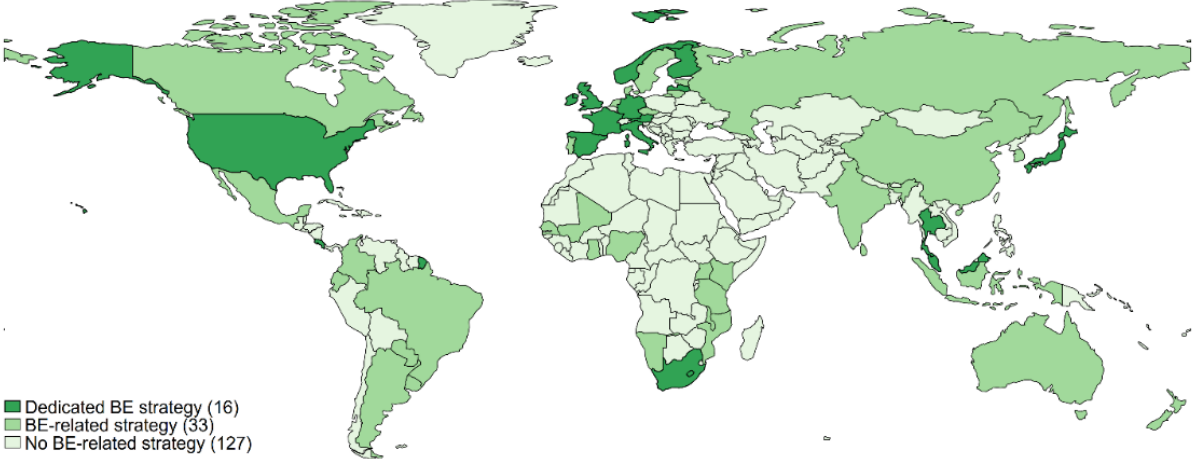 Dedicated BE strategy (16)
BE-related strategy (33)
No BE-related strategy (127)